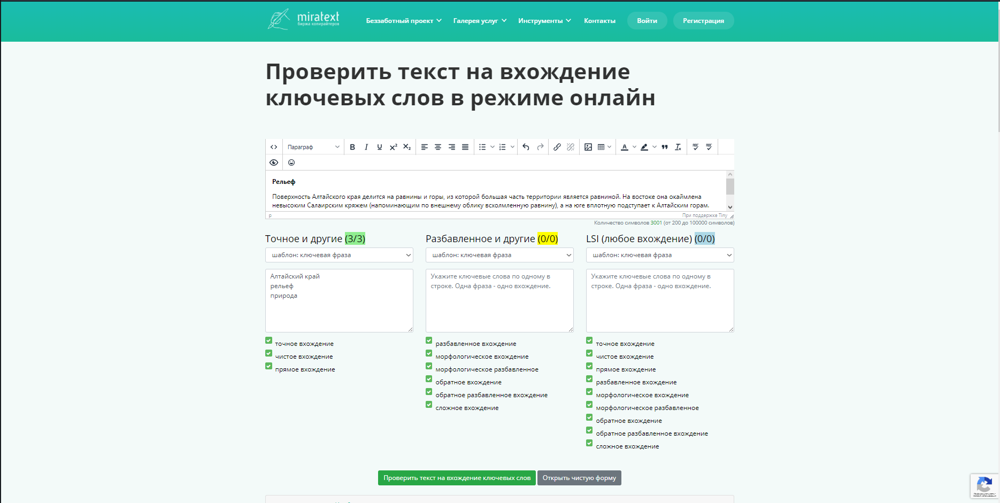 miratext
биржа копирайтеров
Беззаботный проект
Галерея услуг
Инструменты
Контакты
Войти
Регистрация
Проверить текст на вхождение
ключевых слов в режиме онлайн
Параграф
Рельеф
Поверхность Алтайского края делится на равнины и горы, из которой большая часть территории является равниной. На востоке она окаймлена
невысоким Салаирским кряжем (напоминающим по внешнему облику всхолмленную равнину), а на юге вплотную подступает к Алтайским горам.
p
При поддержке Tiny
Количество символов 3001 (от 200 до 100000 символов)
Точное и другие (3/3)
шаблон: ключевая фраза
Алтайский край
рельеф
природа
точное вхождение
чистое вхождение
прямое вхождение
Разбавленное и другие (0/0)
шаблон: ключевая фраза
Укажите ключевые слова по одному в
строке. Одна фраза - одно вхождение.
разбавленное вхождение
морфологическое вхождение
морфологическое разбавленное
обратное вхождение
обратное разбавленное вхождение
сложное вхождение
LSI (любое вхождение) (0/0)
шаблон: ключевая фраза
Укажите ключевые слова по одному в
строке. Одна фраза - одно вхождение.
точное вхождение
чистое вхождение
прямое вхождение
разбавленное вхождение
морфологическое вхождение
морфологическое разбавленное
обратное вхождение
обратное разбавленное вхождение
сложное вхождение
Проверить текст на вхождение ключевых слов
Открыть чистую форму